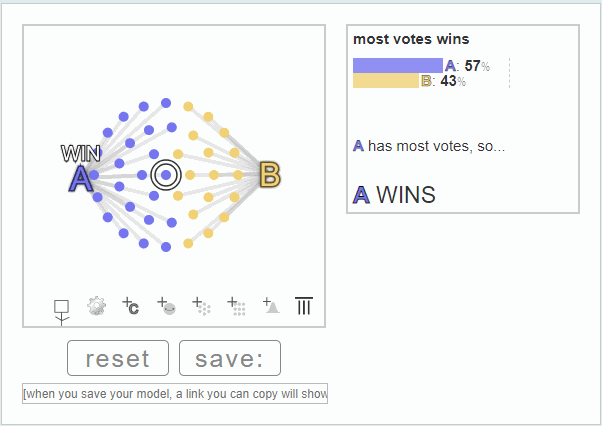 most votes wins
A: 57%
B: 43%
A has most votes, so...
A WINS
WIN
A
B
+C
reset
save:
[when you save your model, a link you can copy will show